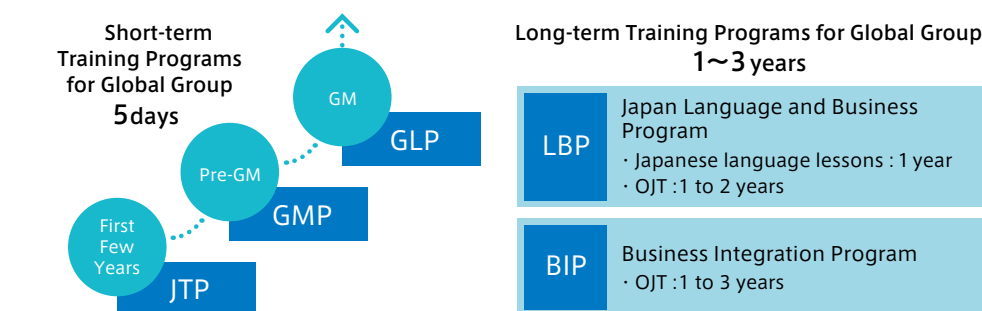 Short-term
Training Programs
for Global Group
5days
GM
GLP
Pre-GM
GMP
First
Few
Years
JTP
Long-term Training Programs for Global Group
1〜3 years
LBP
Japan Language and Business
Program
・Japanese language lessons : 1 year
・OJT :1 to 2 years
BIP
Business Integration Program
・OJT :1 to 3 years